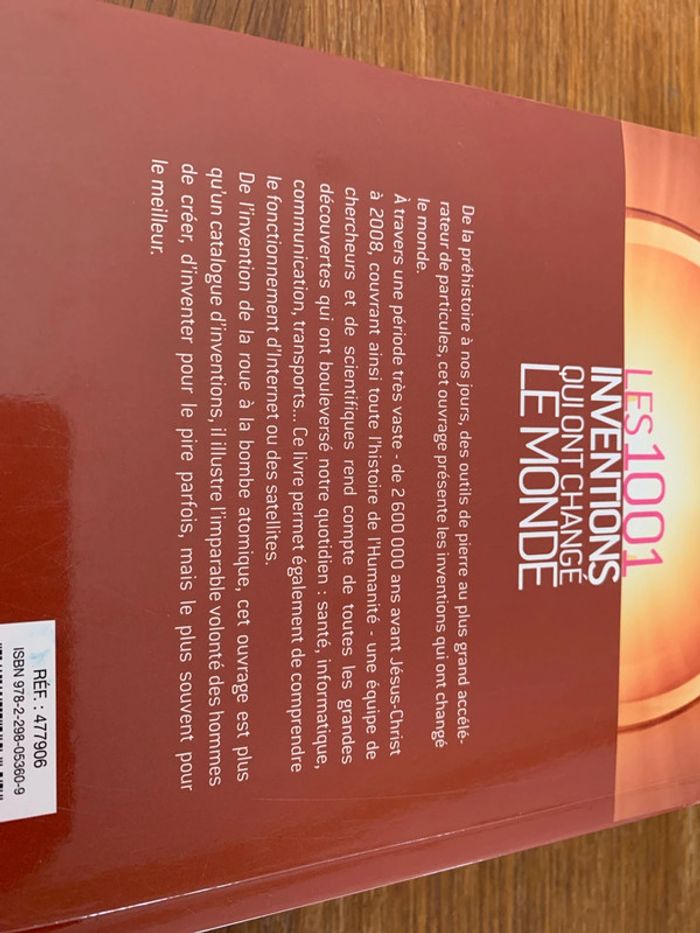 LES 1001
INVENTIONS
QUI ONT CHANGÉ
LE MONDE
De la préhistoire à nos jours, des outils de pierre au plus grand accélé-
rateur de particules, cet ouvrage présente les inventions qui ont changé
le monde.
À travers une période très vaste - de 2 600 000 ans avant Jésus-Christ
à 2008, couvrant ainsi toute l'histoire de l'Humanité - une équipe de
chercheurs et de scientifiques rend compte de toutes les grandes
découvertes qui ont bouleversé notre quotidien : santé, informatique,
communication, transports... Ce livre permet également de comprendre
le fonctionnement d'Internet ou des satellites.
De l'invention de la roue à la bombe atomique, cet ouvrage est plus
qu'un catalogue d'inventions, il illustre l'imparable volonté des hommes
de créer, d'inventer pour le pire parfois, mais le plus souvent pour
le meilleur.
RÉF. : 477906
ISBN 978-2-298-05360-9